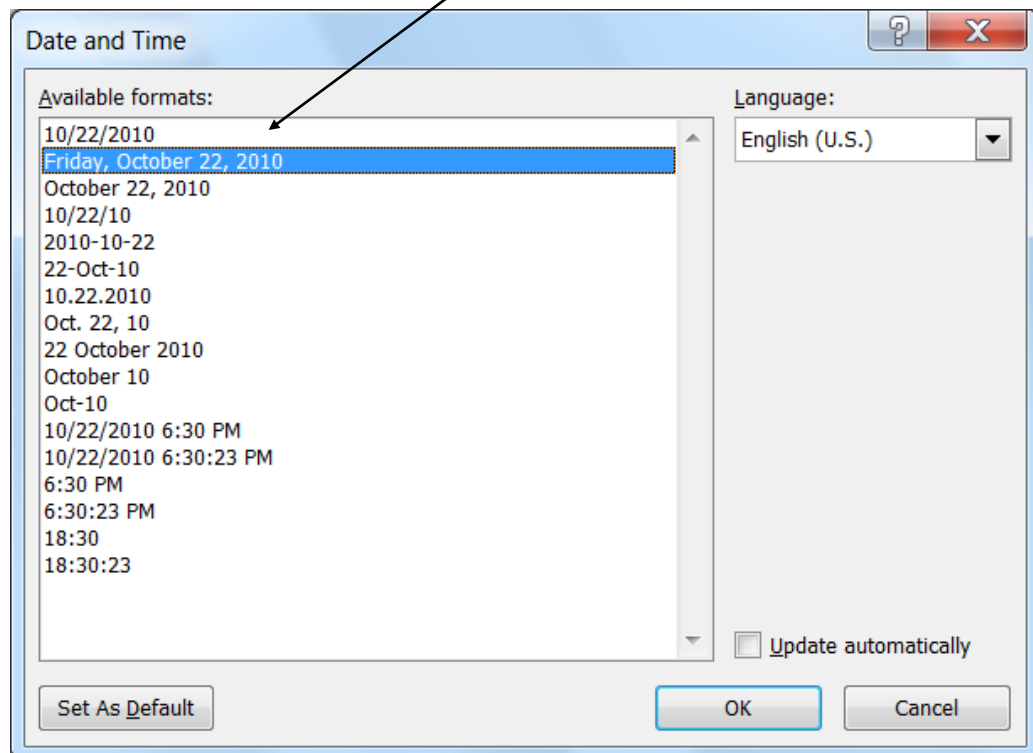 Date and Time
Available formats:
Language:
10/22/2010
English (U.S.)
Friday, October 22, 2010
October 22, 2010
10/22/10
2010-10-22
22-Oct-10
10.22.2010
Oct. 22, 10
22 October 2010
October 10
Oct-10
10/22/2010 6:30 PM
10/22/2010 6:30:23 PM
6:30 PM
6:30:23 PM
18:30
18:30:23
Update automatically
Set As Default
OK
Cancel